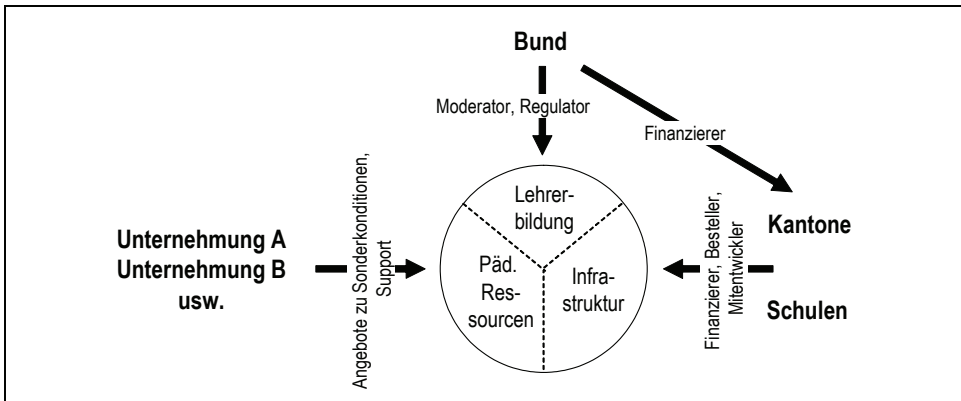 Bund
Moderator, Regulator
Finanzierer
Lehrer-
bildung
Päd.
Res-
sourcen
Infra-
struktur
Unternehmung A
Unternehmung B
usw.
Angebote zu Sonderkonditionen,
Support
Finanzierer, Besteller,
Mitentwickler
Kantone
Schulen